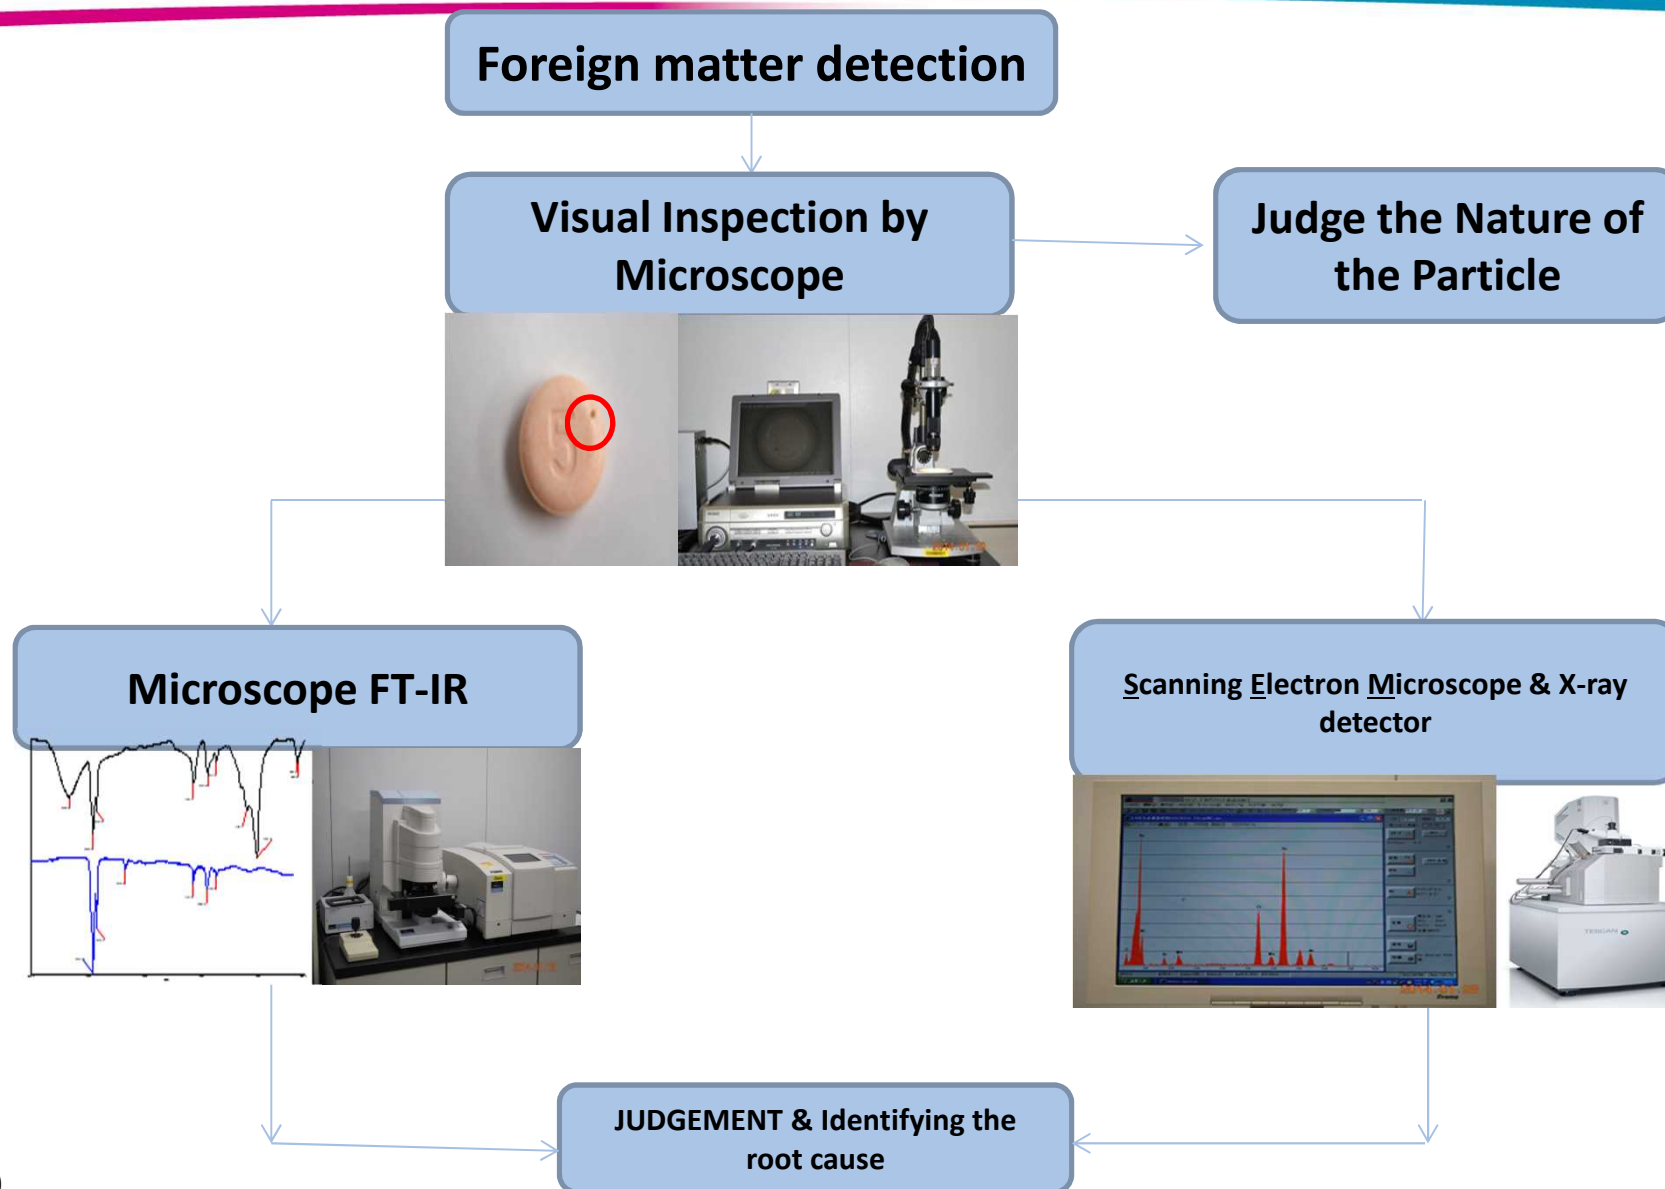 Foreign matter detection
Visual Inspection by
Microscope
Judge the Nature of
the Particle
Microscope FT-IR
Scanning Electron Microscope & X-ray
detector
TESCAN
JUDGEMENT & Identifying the
root cause